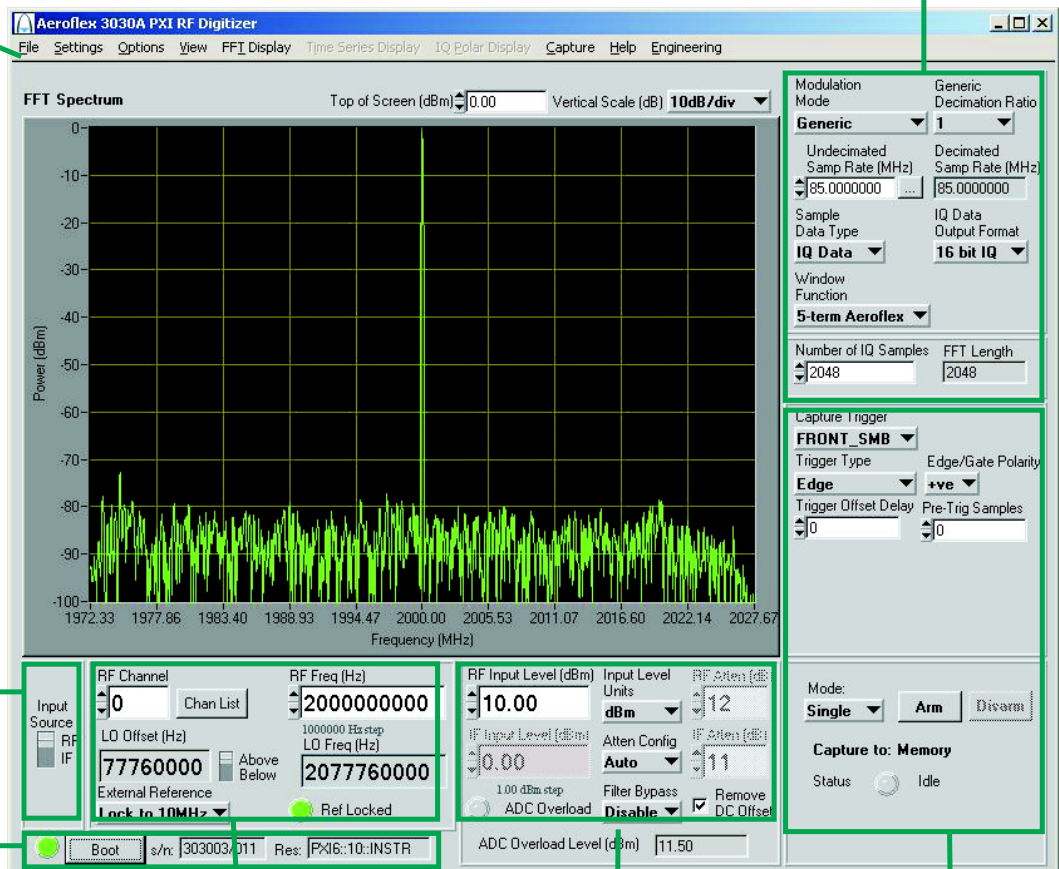 Aeroflex 3030A PXI RF Digitizer
File Settings Options View FFT Display Time Series Display IQ Polar Display Capture Help Engineering
FFT Spectrum
Top of Screen (dBm) 0.00
Vertical Scale (dB) 10dB/div
Power (dBm)
0
-10
-20
-30
-40
-50
-60
-70
-80
-90
-100
1972.33 1977.86 1983.40 1988.93 1994.47 2000.00 2005.53 2011.07 2016.60 2022.14 2027.67
Frequency (MHz)
Modulation
Mode
Generic
Generic
Decimation Ratio
1
Undecimated
Samp Rate (MHz)
85.0000000 ...
Decimated
Samp Rate (MHz)
85.0000000
Sample
Data Type
IQ Data
IQ Data
Output Format
16 bit IQ
Window
Function
5-term Aeroflex
Number of IQ Samples
2048
FFT Length
2048
Capture Trigger
FRONT_SMB
Trigger Type
Edge
Edge/Gate Polarity
+ve
Trigger Offset Delay
0
Pre-Trig Samples
0
Mode:
Single
Arm
Disarm
Capture to: Memory
Status
Idle
Input
Source
RF
IF
RF Channel
0
Chan List
RF Freq (Hz)
2000000000
1000000 Hz step
LO Offset (Hz)
77760000
Above
Below
LO Freq (Hz)
2077760000
External Reference
Lock to 10MHz
Ref Locked
RF Input Level (dBm)
10.00
Input Level
Units
dBm
RF Atten (dB)
12
IF Input Level (dBm)
0.00
Atten Config
Auto
IF Atten (dB)
11
1.00 dBm step
ADC Overload
Filter Bypass
Disable
Remove
DC Offset
ADC Overload Level (dBm) 11.50
Boot
s/n: 303003/011
Res: PXI6::10::INSTR